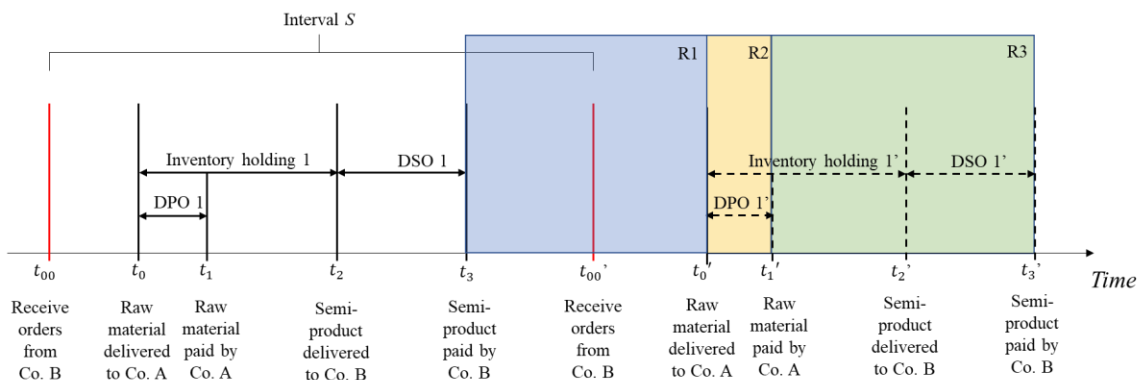 Interval S
R1
R2
R3
Inventory holding 1
DSO 1
Inventory holding 1’
DSO 1’
DPO 1
DPO 1’
t₀₀
t₀
t₁
t₂
t₃
t₀₀’
t₀′
t₁′
t₂’
t₃’
Time
Receive
orders
from
Co. B
Raw
material
delivered
to Co. A
Raw
material
paid by
Co. A
Semi-
product
delivered
to Co. B
Semi-
product
paid by
Co. B
Receive
orders
from
Co. B
Raw
material
delivered
to Co. A
Raw
material
paid by
Co. A
Semi-
product
delivered
to Co. B
Semi-
product
paid by
Co. B